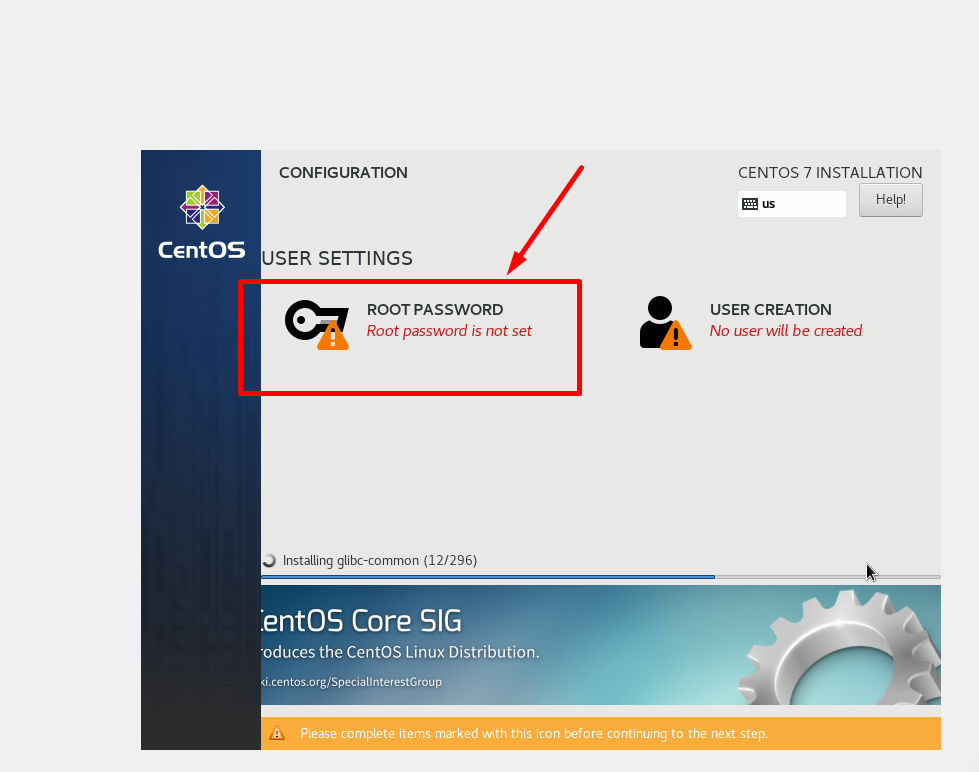 CentOS
CONFIGURATION
CENTOS 7 INSTALLATION
us
Help!
USER SETTINGS
ROOT PASSWORD
Root password is not set
USER CREATION
No user will be created
Installing glibc-common (12/296)
CentOS Core SIG
roduces the CentOS Linux Distribution.
ki.centos.org/SpecialInterestGroup
Please complete items marked with this icon before continuing to the next step.